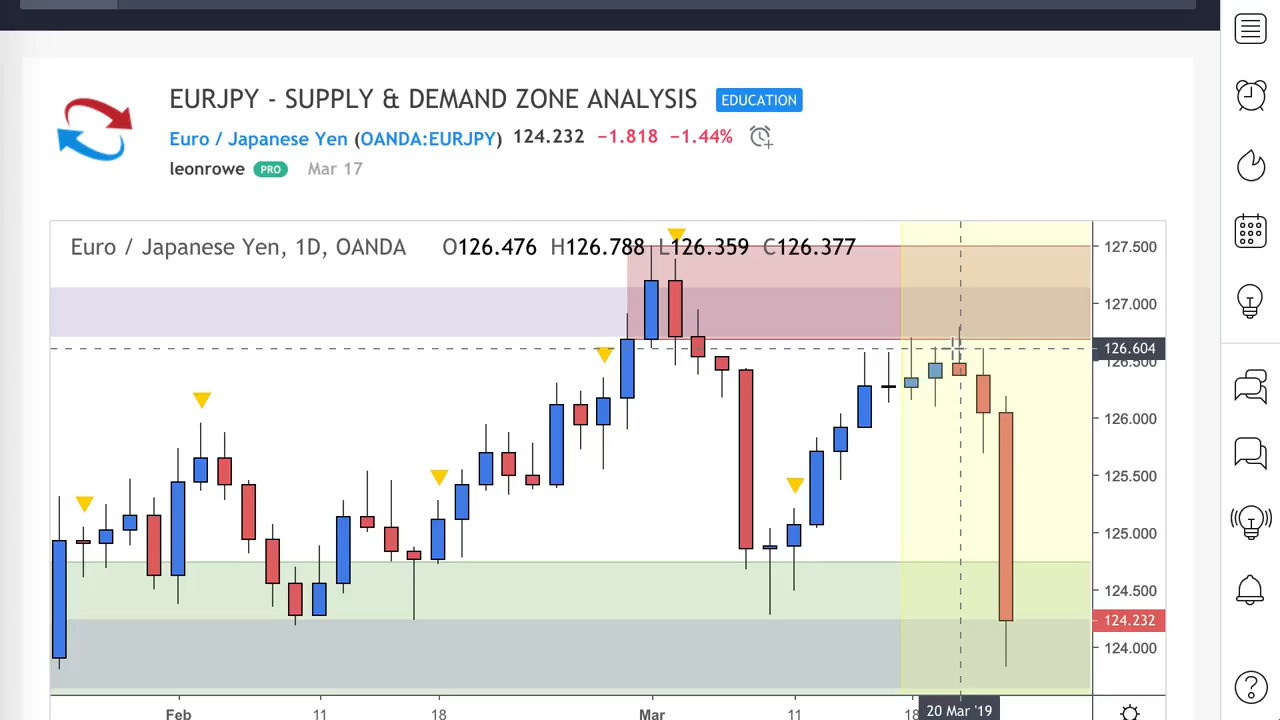 EURJPY - SUPPLY & DEMAND ZONE ANALYSIS EDUCATION
Euro / Japanese Yen (OANDA:EURJPY) 124.232 −1.818 −1.44%
leonrowe PRO Mar 17
Euro / Japanese Yen, 1D, OANDA O126.476 H126.788 L126.359 C126.377
127.500
127.000
126.604
126.500
126.000
125.500
125.000
124.500
124.232
124.000
Feb 11 18 Mar 11 18 20 Mar '19